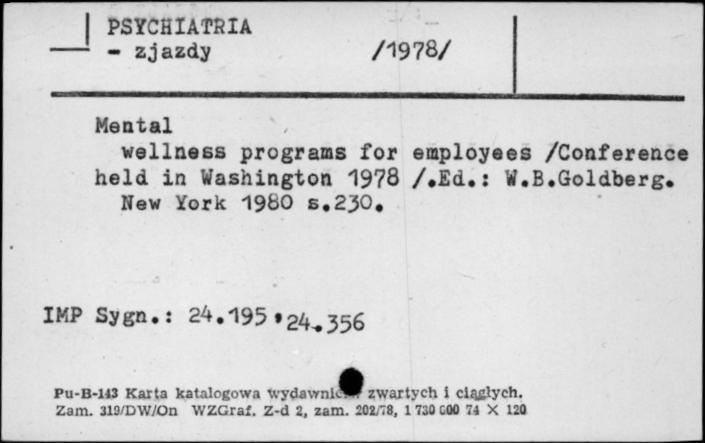 PSYCHIATRIA
- zjazdy /1978/
Mental
wellness programs for employees /Conference
held in Washington 1978 /.Ed.: W.B.Goldberg.
New York 1980 s.230.
IMP Sygn.: 24.195, 24.356
Pu-B-143 Karta katalogowa zwartych i ciągłych.
Zam. 319/DW/On WZGraf. Z-d 2, zam. 202/78, 1 730 000 74 X 120